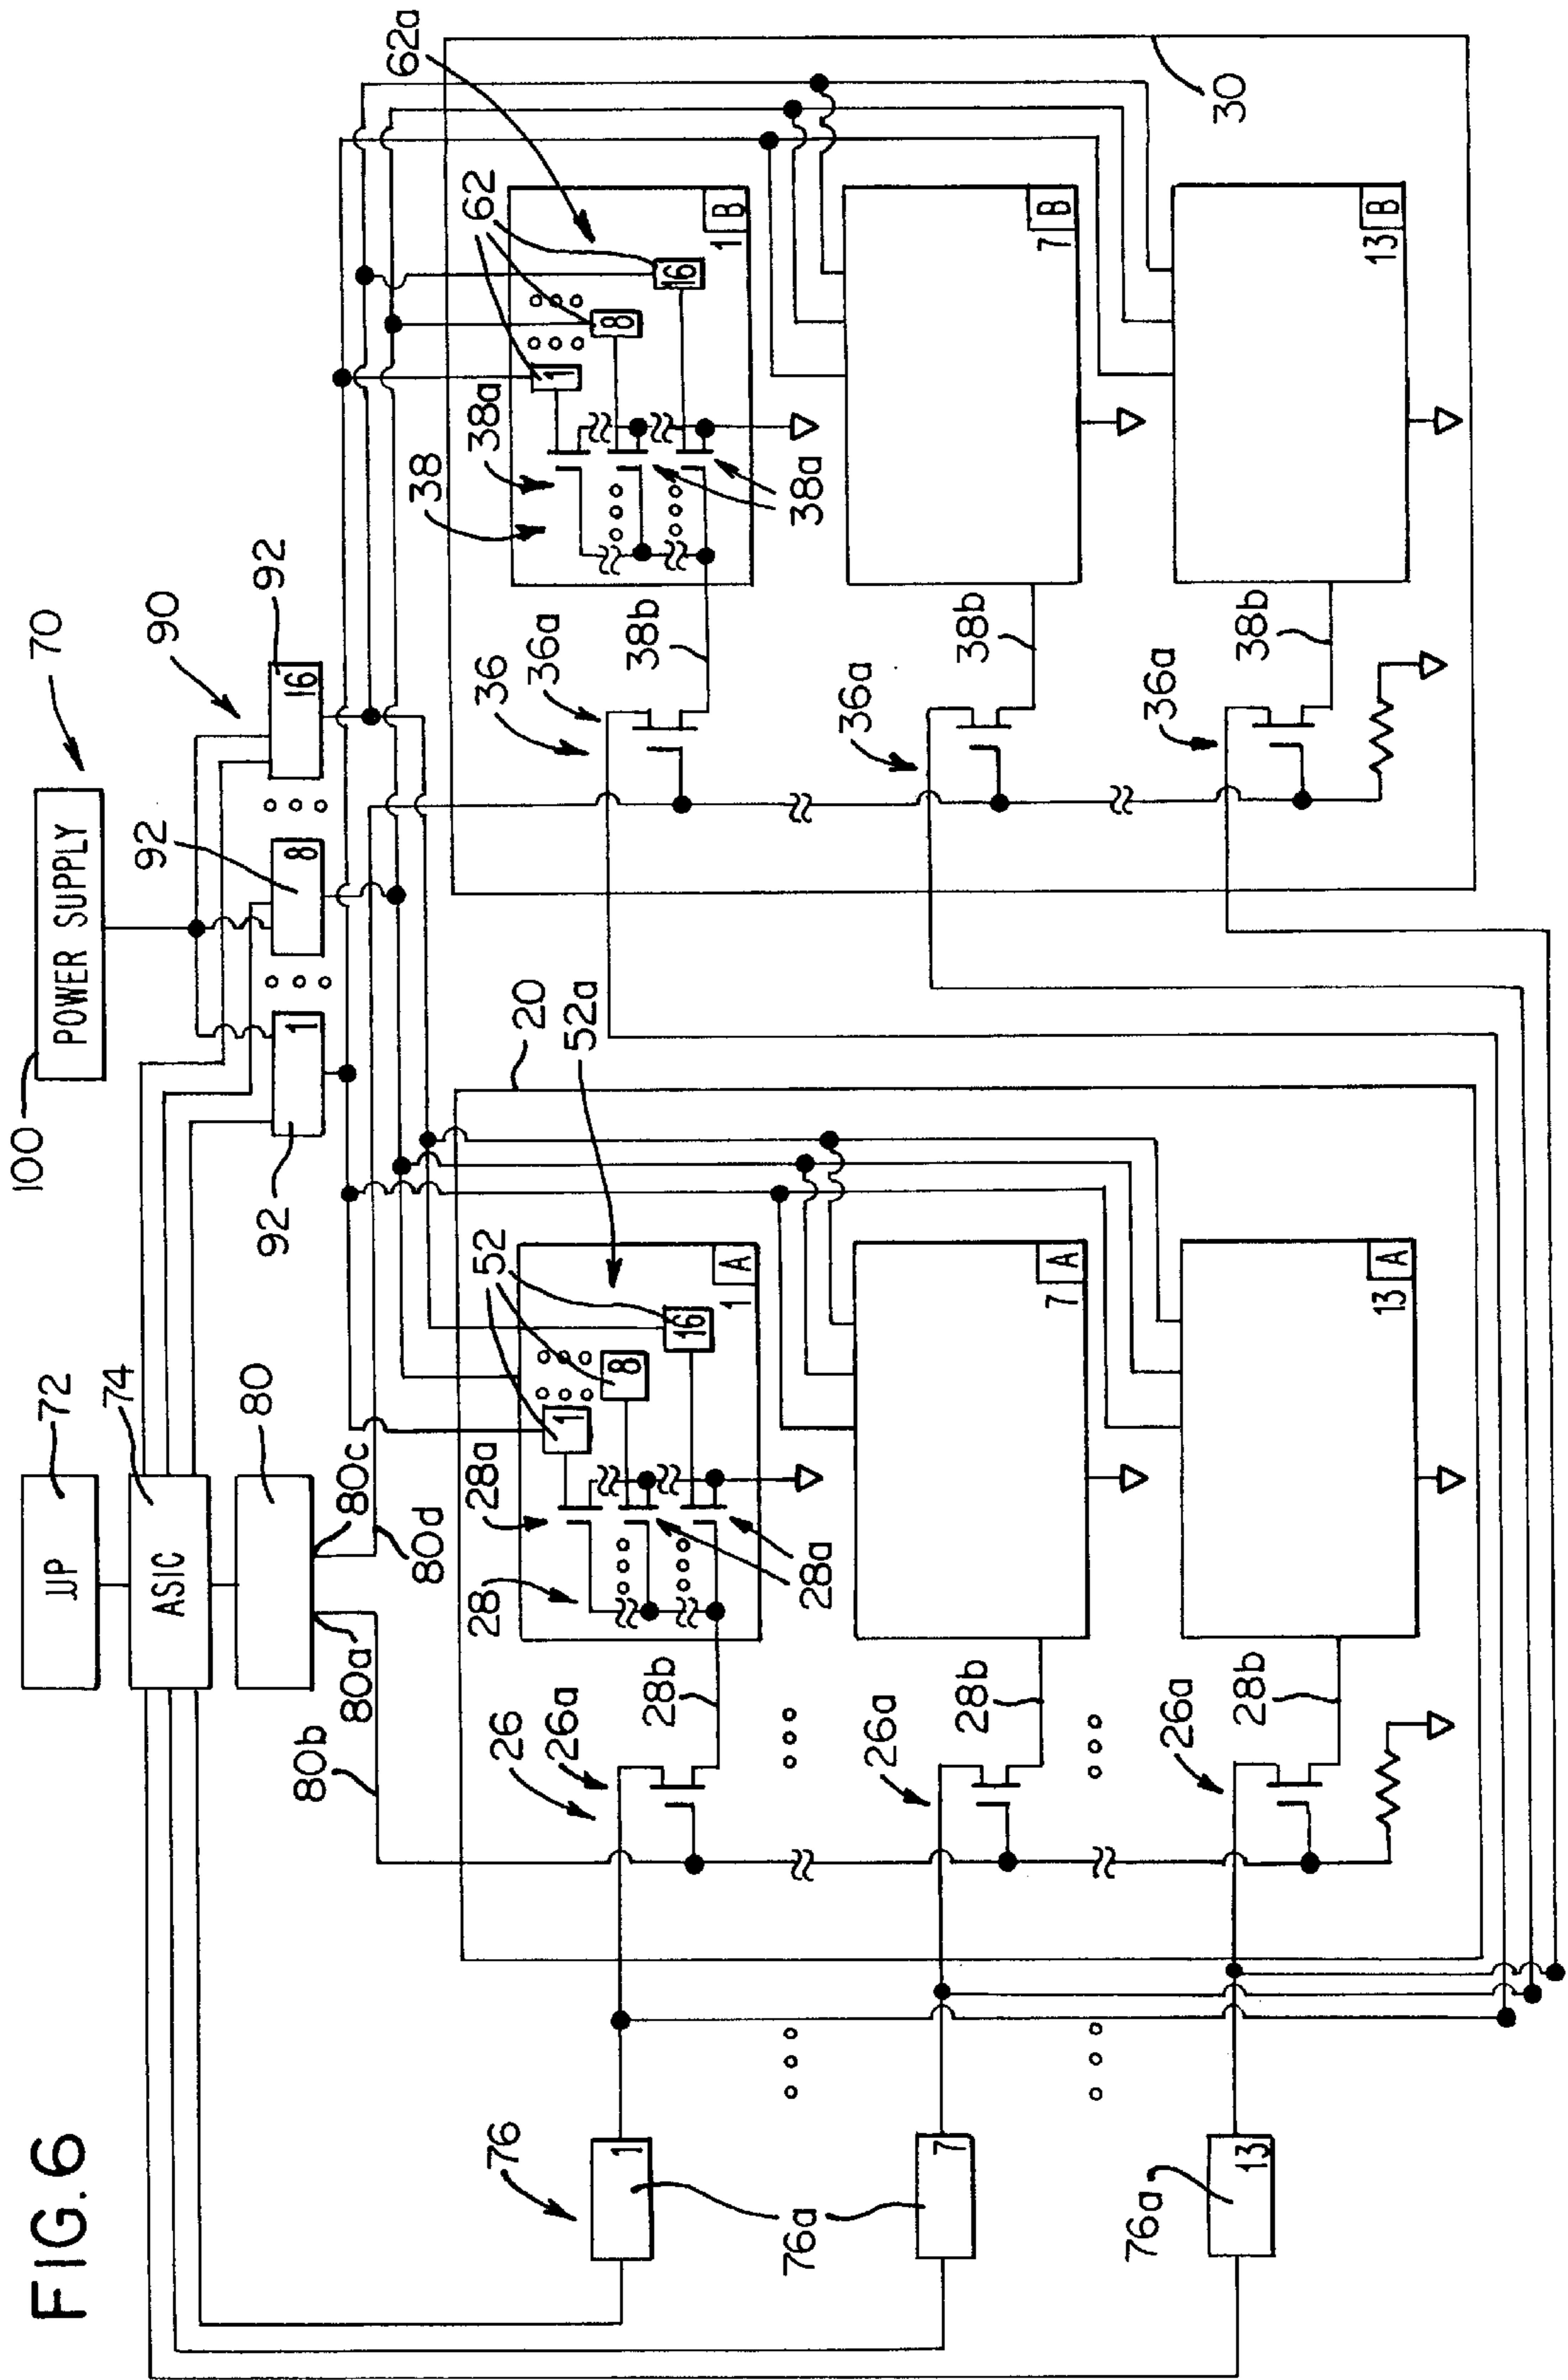 FIG. 6
70
100
POWER SUPPLY
72
μP
74
ASIC
80
80a
80b
80c
80d
90
92
1
92
8
92
16
76
1
76a
7
76a
13
20
26
26a
28b
28
28a
28a
52
52a
1
8
16
1 A
26a
28b
7 A
26a
28b
13 A
30
36
36a
38b
38
38a
38a
62
62a
1
8
16
1 B
36a
38b
7 B
36a
38b
13 B